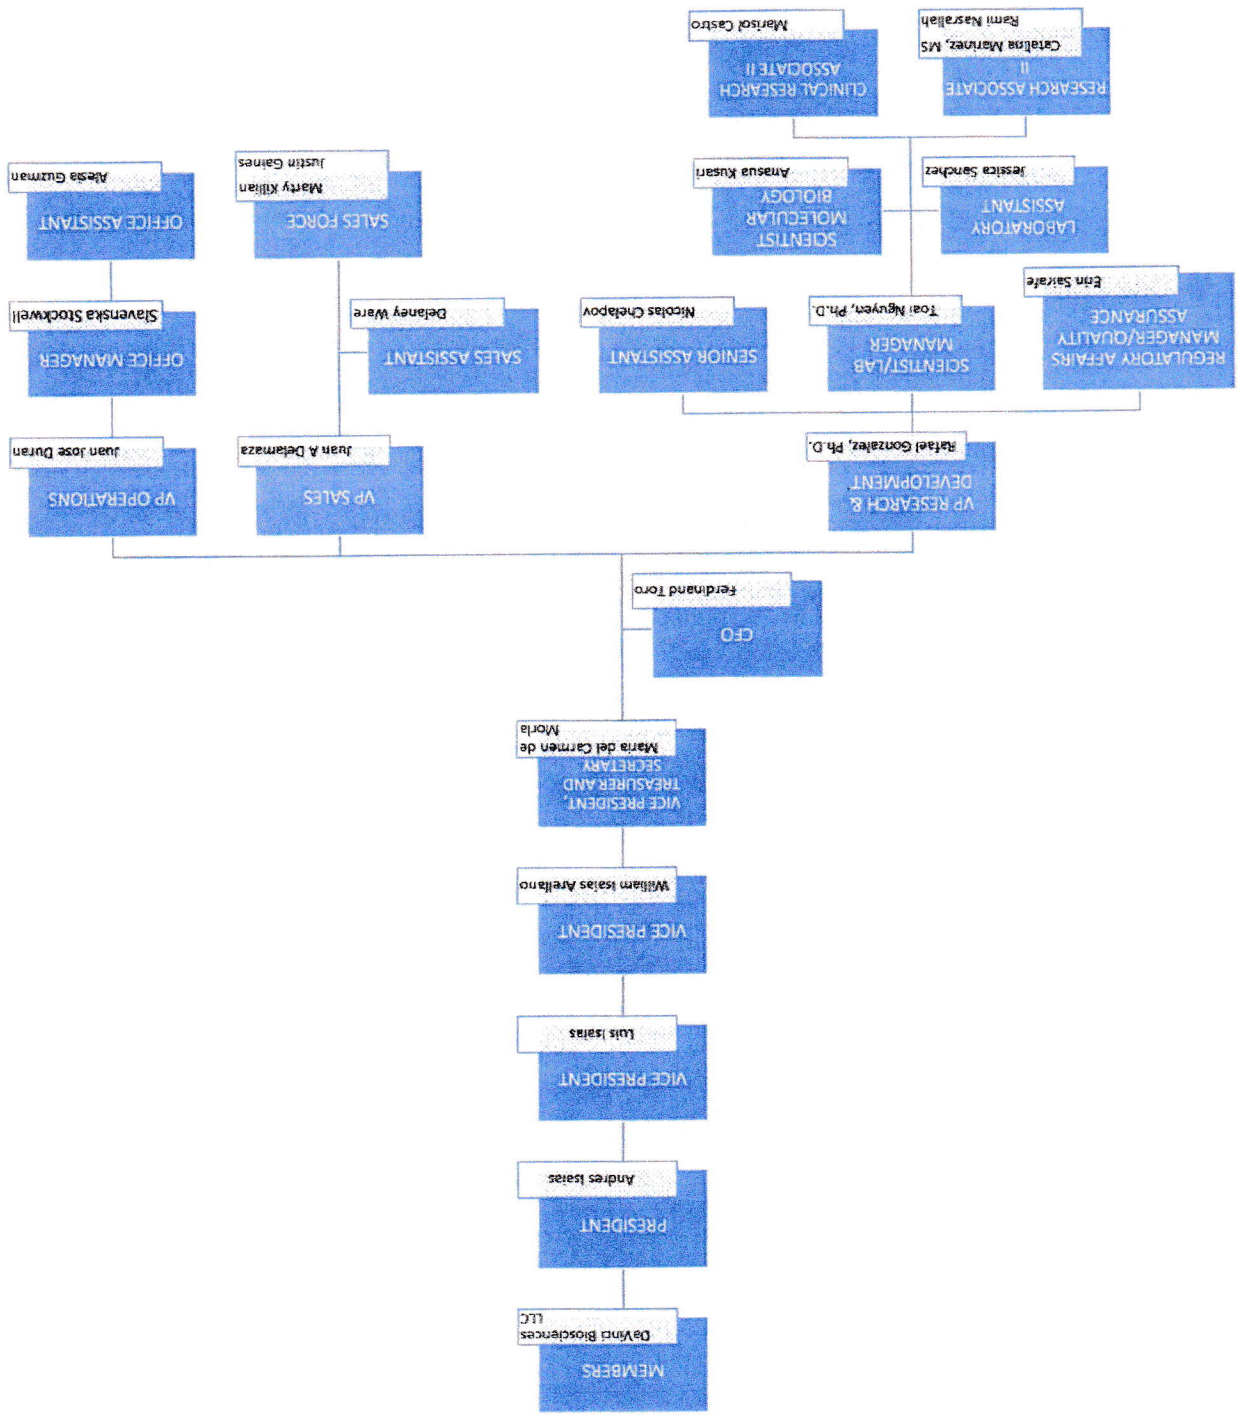 MEMBERS
DaVinci Biosciences
LLC
PRESIDENT
Andres Isaias
VICE PRESIDENT
Luis Isaias
VICE PRESIDENT
William Isaias Arellano
VICE PRESIDENT,
TREASURER AND
SECRETARY
Maria del Carmen de
Morla
CFO
Ferdinand Toro
VP RESEARCH &
DEVELOPMENT
Rafael Gonzalez, Ph.D.
VP SALES
Juan A Delamaza
VP OPERATIONS
Juan Jose Duran
REGULATORY AFFAIRS
MANAGER/QUALITY
ASSURANCE
Erin Sairafe
SCIENTIST/LAB
MANAGER
Toai Nguyen, Ph.D.
SENIOR ASSISTANT
Nicolas Chelapov
SALES ASSISTANT
Delaney Ware
OFFICE MANAGER
Slavenska Stockwell
LABORATORY
ASSISTANT
Jessica Sanchez
SCIENTIST
MOLECULAR
BIOLOGY
Anasua Kusari
SALES FORCE
Marty Killian
Justin Gaines
OFFICE ASSISTANT
Alesia Guzman
RESEARCH ASSOCIATE
II
Catalina Marinez, MS
Rami Nasrallah
CLINICAL RESEARCH
ASSOCIATE II
Marisol Castro